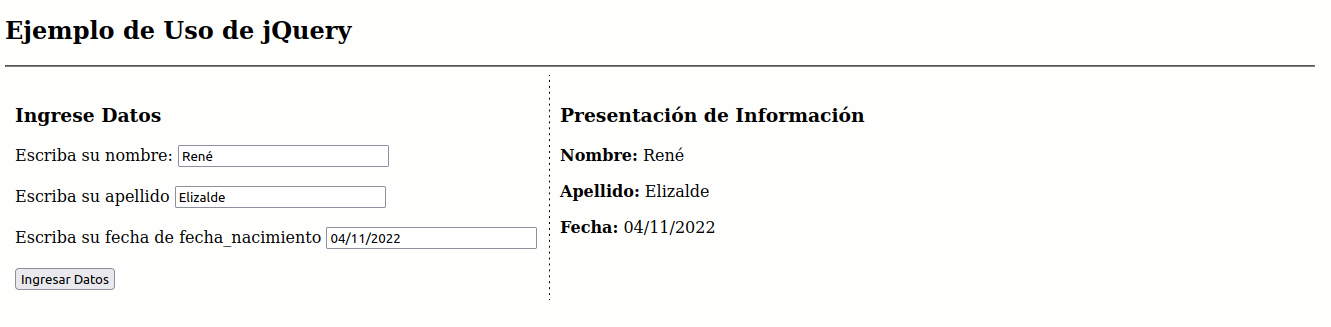 Ejemplo de Uso de jQuery
Ingrese Datos
Escriba su nombre: René
Escriba su apellido Elizalde
Escriba su fecha de fecha_nacimiento 04/11/2022
Ingresar Datos
Presentación de Información
Nombre: René
Apellido: Elizalde
Fecha: 04/11/2022